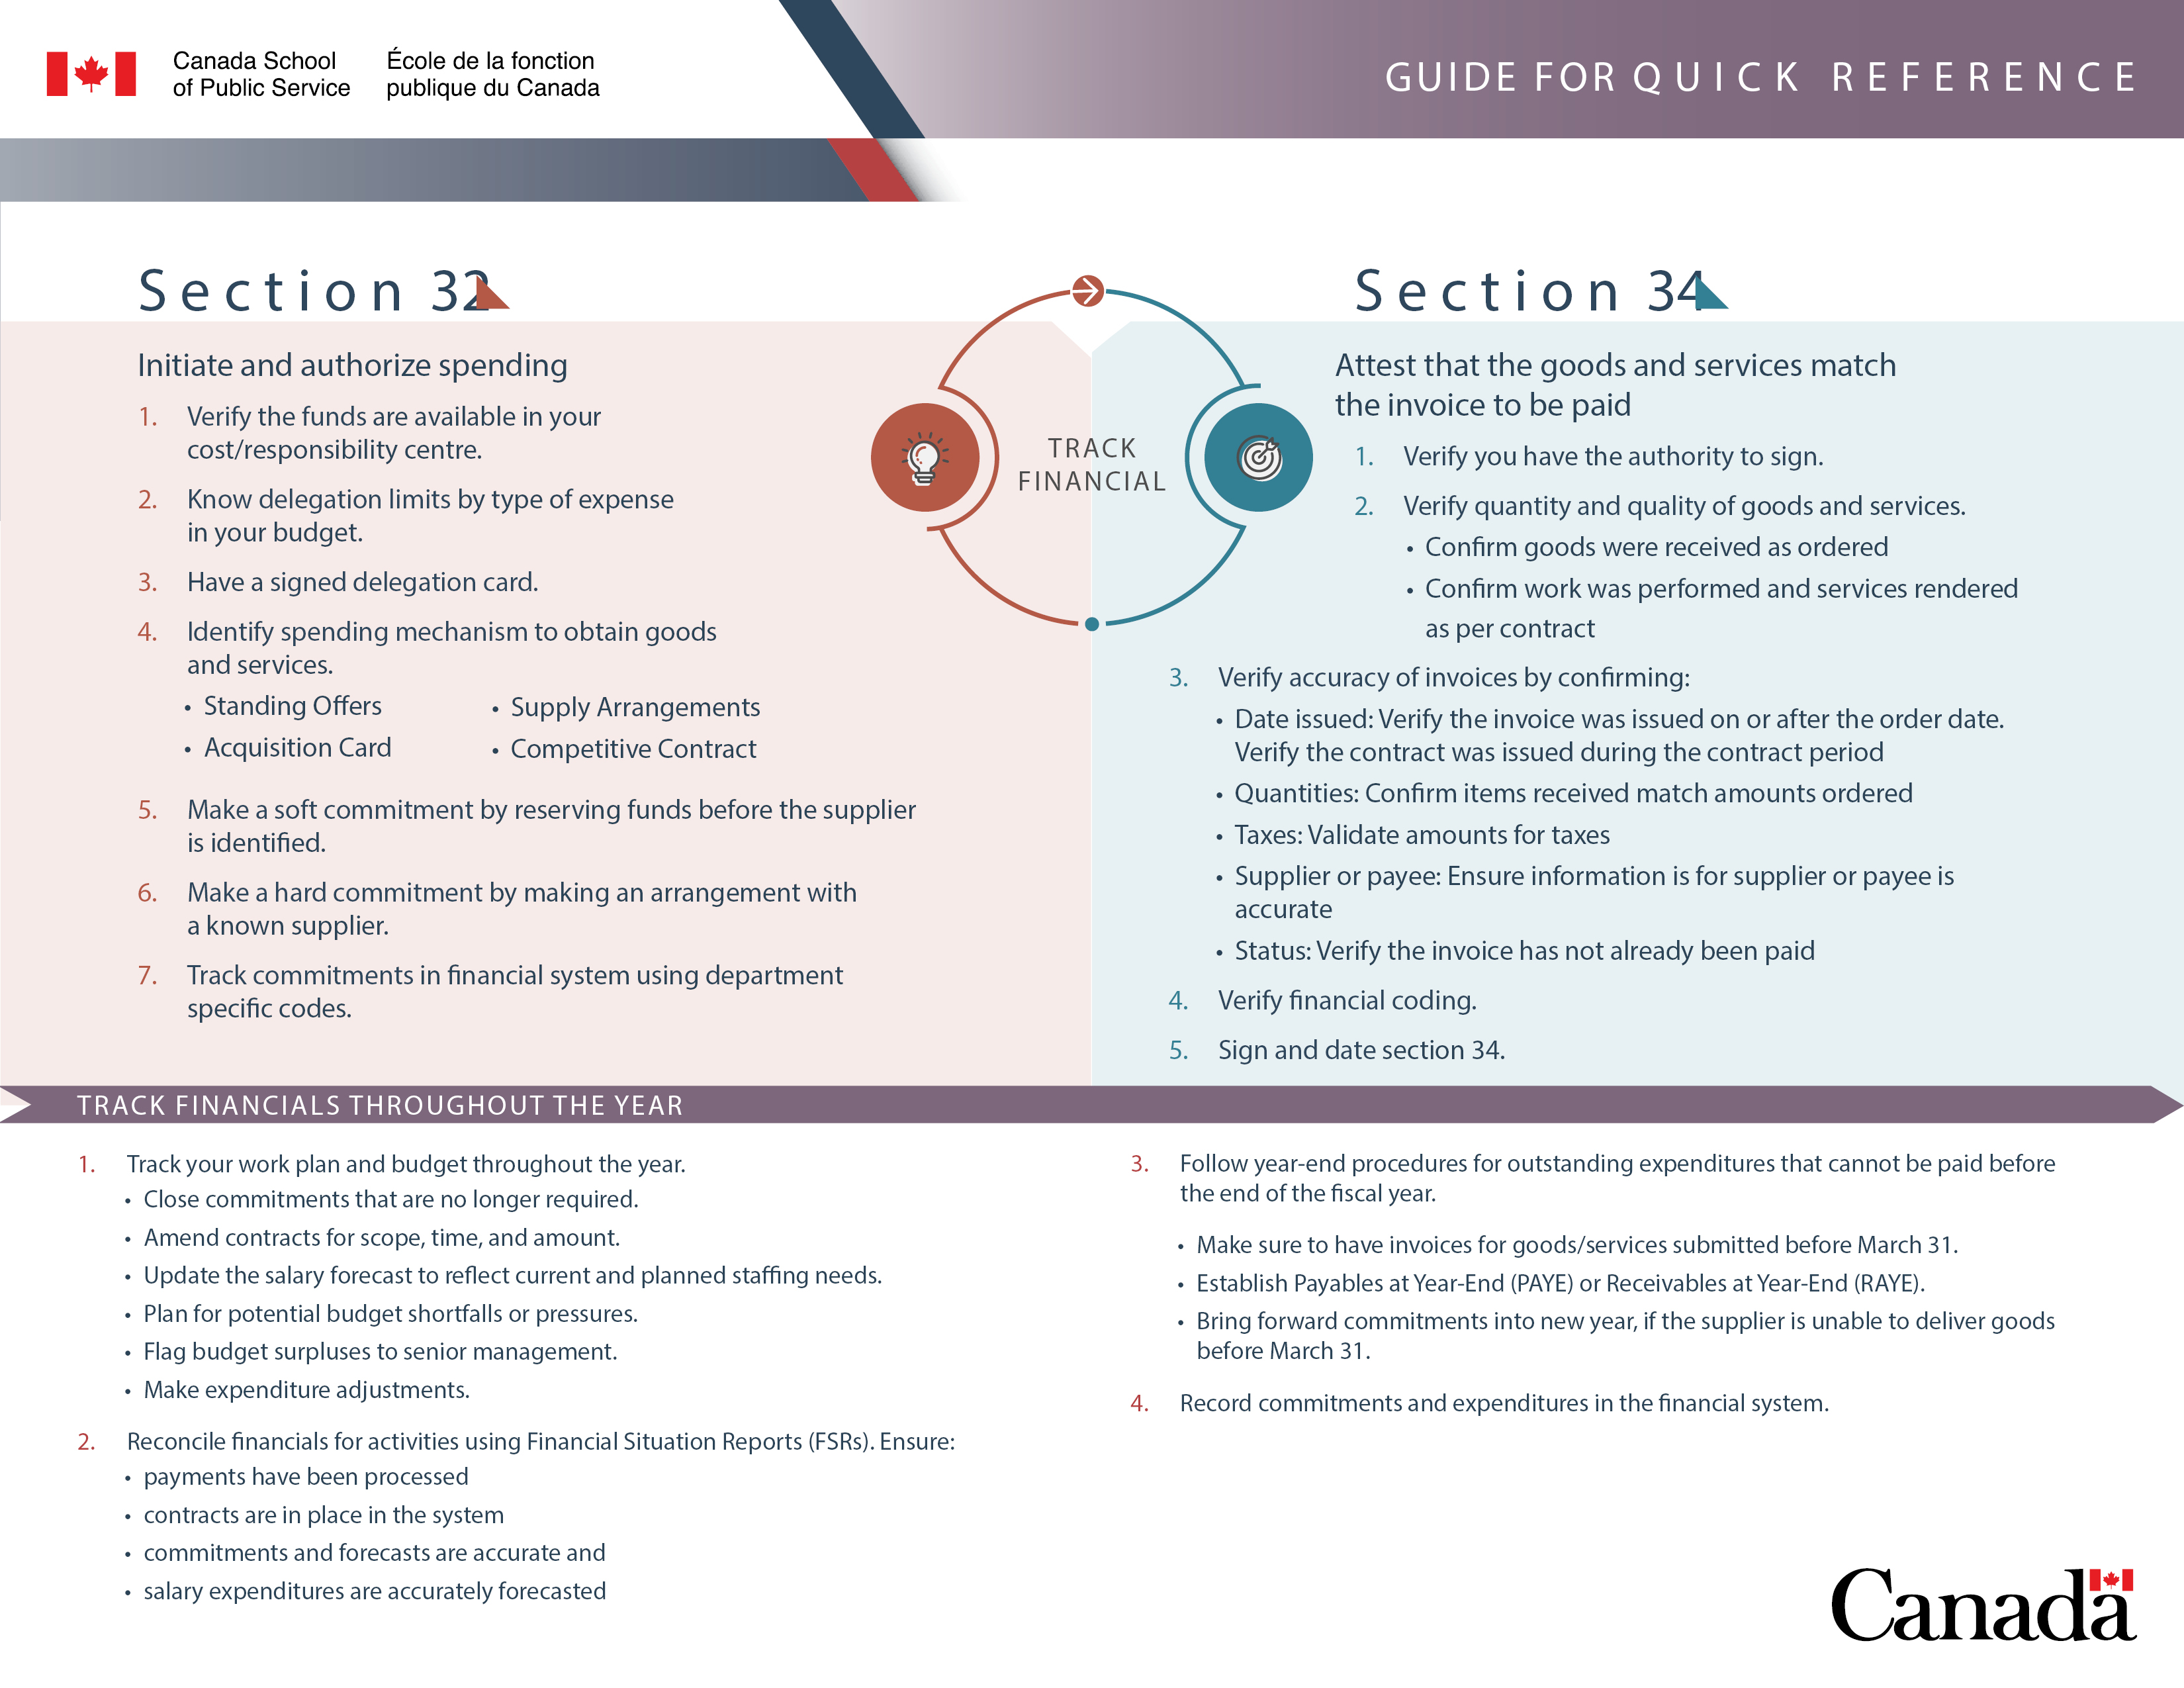 Canada School
of Public Service
École de la fonction
publique du Canada
GUIDE FOR QUICK REFERENCE
Section 32
Initiate and authorize spending
1. Verify the funds are available in your
cost/responsibility centre.
2. Know delegation limits by type of expense
in your budget.
3. Have a signed delegation card.
4. Identify spending mechanism to obtain goods
and services.
• Standing Offers
• Acquisition Card
• Supply Arrangements
• Competitive Contract
5. Make a soft commitment by reserving funds before the supplier
is identified.
6. Make a hard commitment by making an arrangement with
a known supplier.
7. Track commitments in financial system using department
specific codes.
TRACK
FINANCIAL
Section 34
Attest that the goods and services match
the invoice to be paid
1. Verify you have the authority to sign.
2. Verify quantity and quality of goods and services.
• Confirm goods were received as ordered
• Confirm work was performed and services rendered
as per contract
3. Verify accuracy of invoices by confirming:
• Date issued: Verify the invoice was issued on or after the order date.
Verify the contract was issued during the contract period
• Quantities: Confirm items received match amounts ordered
• Taxes: Validate amounts for taxes
• Supplier or payee: Ensure information is for supplier or payee is
accurate
• Status: Verify the invoice has not already been paid
4. Verify financial coding.
5. Sign and date section 34.
TRACK FINANCIALS THROUGHOUT THE YEAR
1. Track your work plan and budget throughout the year.
• Close commitments that are no longer required.
• Amend contracts for scope, time, and amount.
• Update the salary forecast to reflect current and planned staffing needs.
• Plan for potential budget shortfalls or pressures.
• Flag budget surpluses to senior management.
• Make expenditure adjustments.
2. Reconcile financials for activities using Financial Situation Reports (FSRs). Ensure:
• payments have been processed
• contracts are in place in the system
• commitments and forecasts are accurate and
• salary expenditures are accurately forecasted
3. Follow year-end procedures for outstanding expenditures that cannot be paid before
the end of the fiscal year.
• Make sure to have invoices for goods/services submitted before March 31.
• Establish Payables at Year-End (PAYE) or Receivables at Year-End (RAYE).
• Bring forward commitments into new year, if the supplier is unable to deliver goods
before March 31.
4. Record commitments and expenditures in the financial system.
Canada